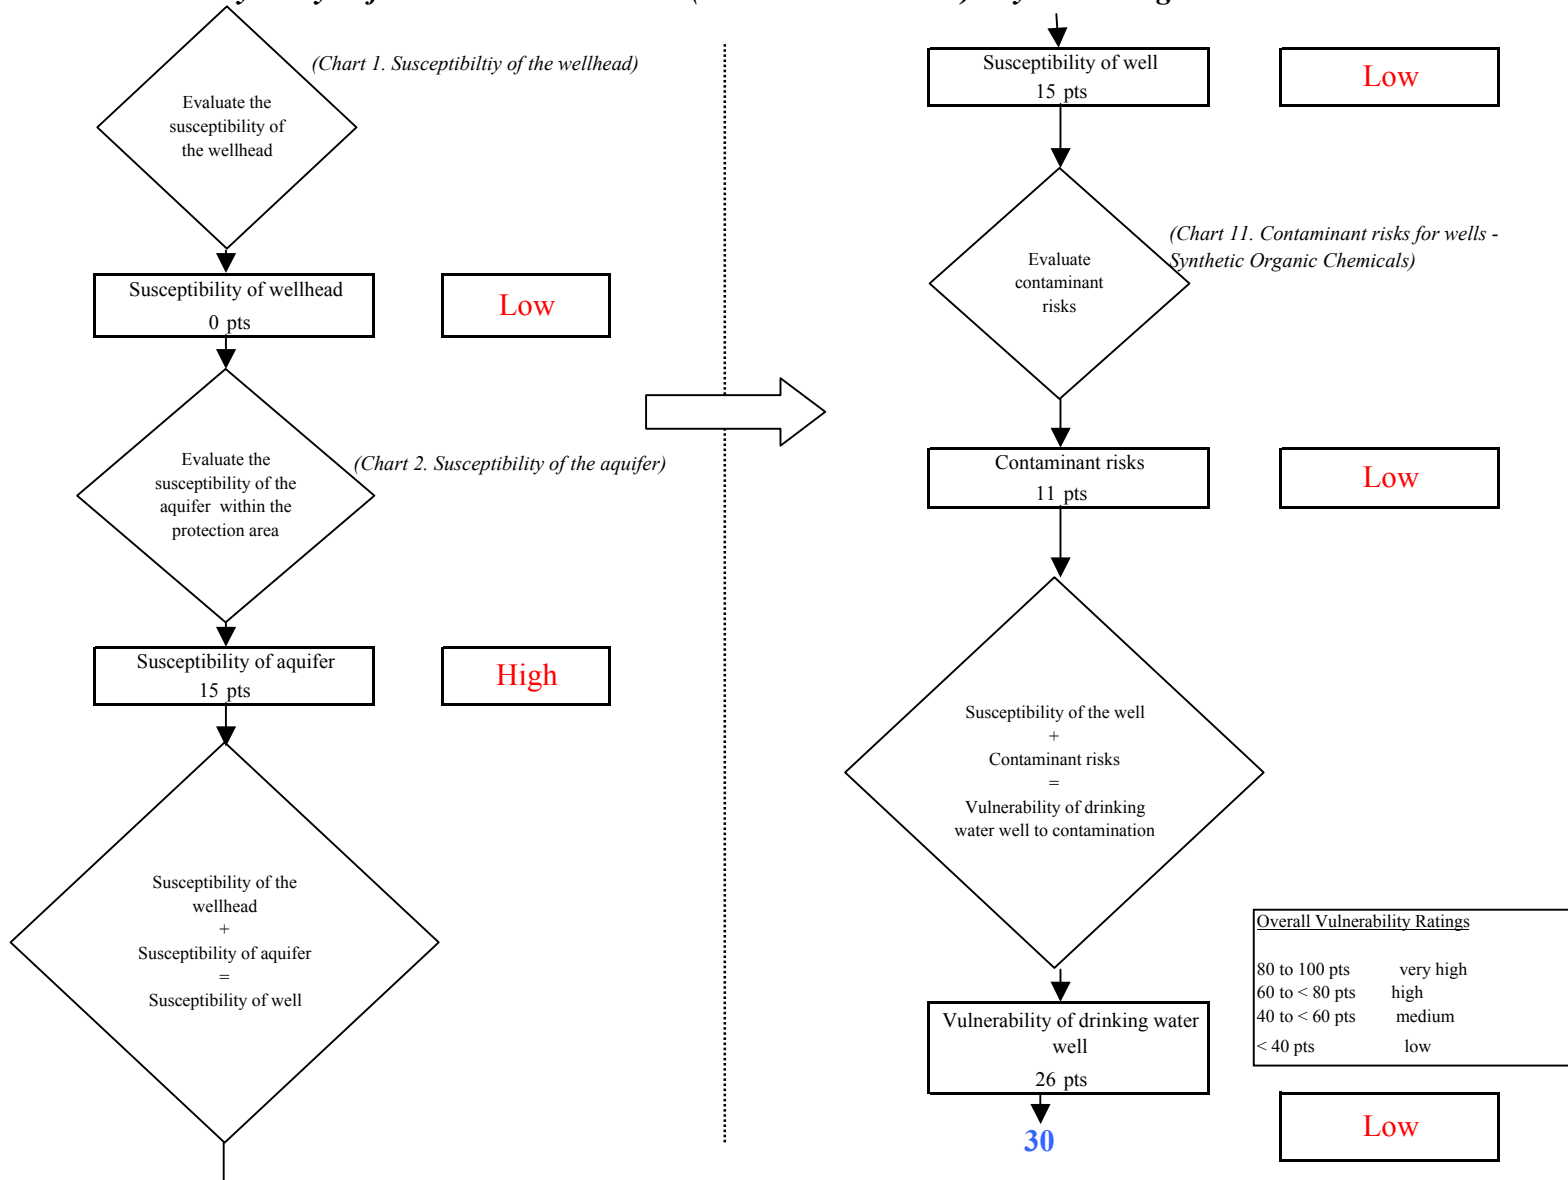 (Chart 1. Susceptibiltiy of the wellhead)
Evaluate the
susceptibility of
the wellhead
Susceptibility of wellhead
0 pts
Low
Evaluate the
susceptibility of the
aquifer within the
protection area
(Chart 2. Susceptibility of the aquifer)
Susceptibility of aquifer
15 pts
High
Susceptibility of the
wellhead
+
Susceptibility of aquifer
=
Susceptibility of well
Susceptibility of well
15 pts
Low
Evaluate
contaminant
risks
(Chart 11. Contaminant risks for wells -
Synthetic Organic Chemicals)
Contaminant risks
11 pts
Low
Susceptibility of the well
+
Contaminant risks
=
Vulnerability of drinking
water well to contamination
Overall Vulnerability Ratings
80 to 100 pts very high
60 to < 80 pts high
40 to < 60 pts medium
< 40 pts low
Vulnerability of drinking water
well
26 pts
30
Low